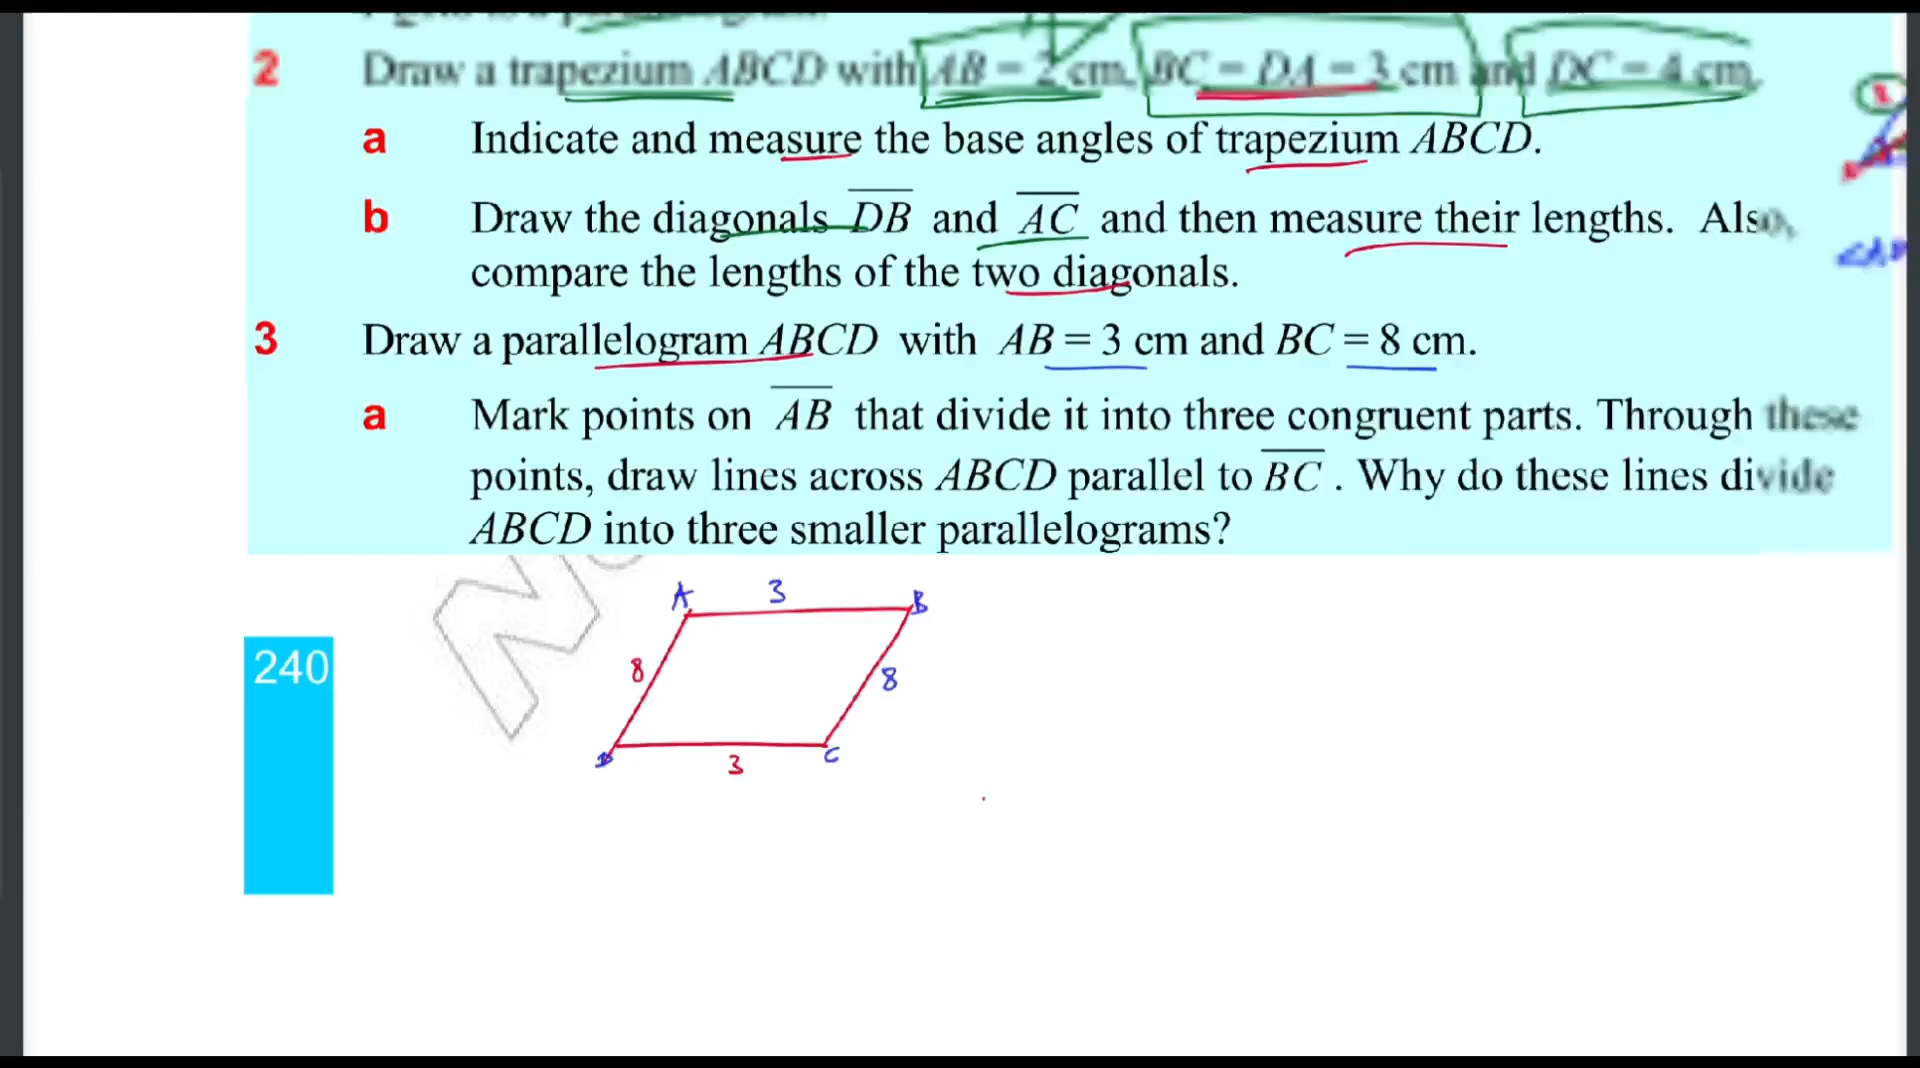 2 Draw a trapezium ABCD with AB = 2 cm, BC = DA = 3 cm and DC = 4 cm.
a Indicate and measure the base angles of trapezium ABCD.
b Draw the diagonals DB and AC and then measure their lengths. Also,
compare the lengths of the two diagonals.
3 Draw a parallelogram ABCD with AB = 3 cm and BC = 8 cm.
a Mark points on AB that divide it into three congruent parts. Through these
points, draw lines across ABCD parallel to BC. Why do these lines divide
ABCD into three smaller parallelograms?
A 3 B
240
8 8
D 3 C